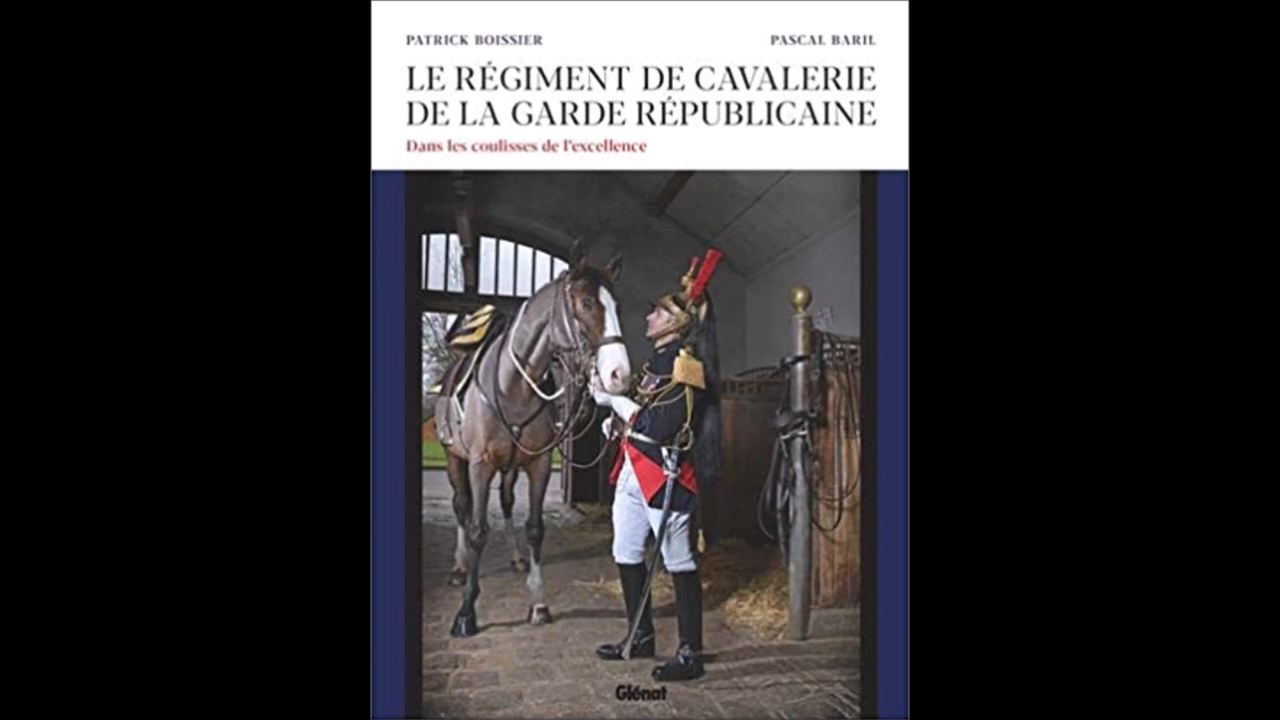 PATRICK BOISSIER PASCAL BARIL
LE RÉGIMENT DE CAVALERIE
DE LA GARDE RÉPUBLICAINE
Dans les coulisses de l'excellence
Glénat